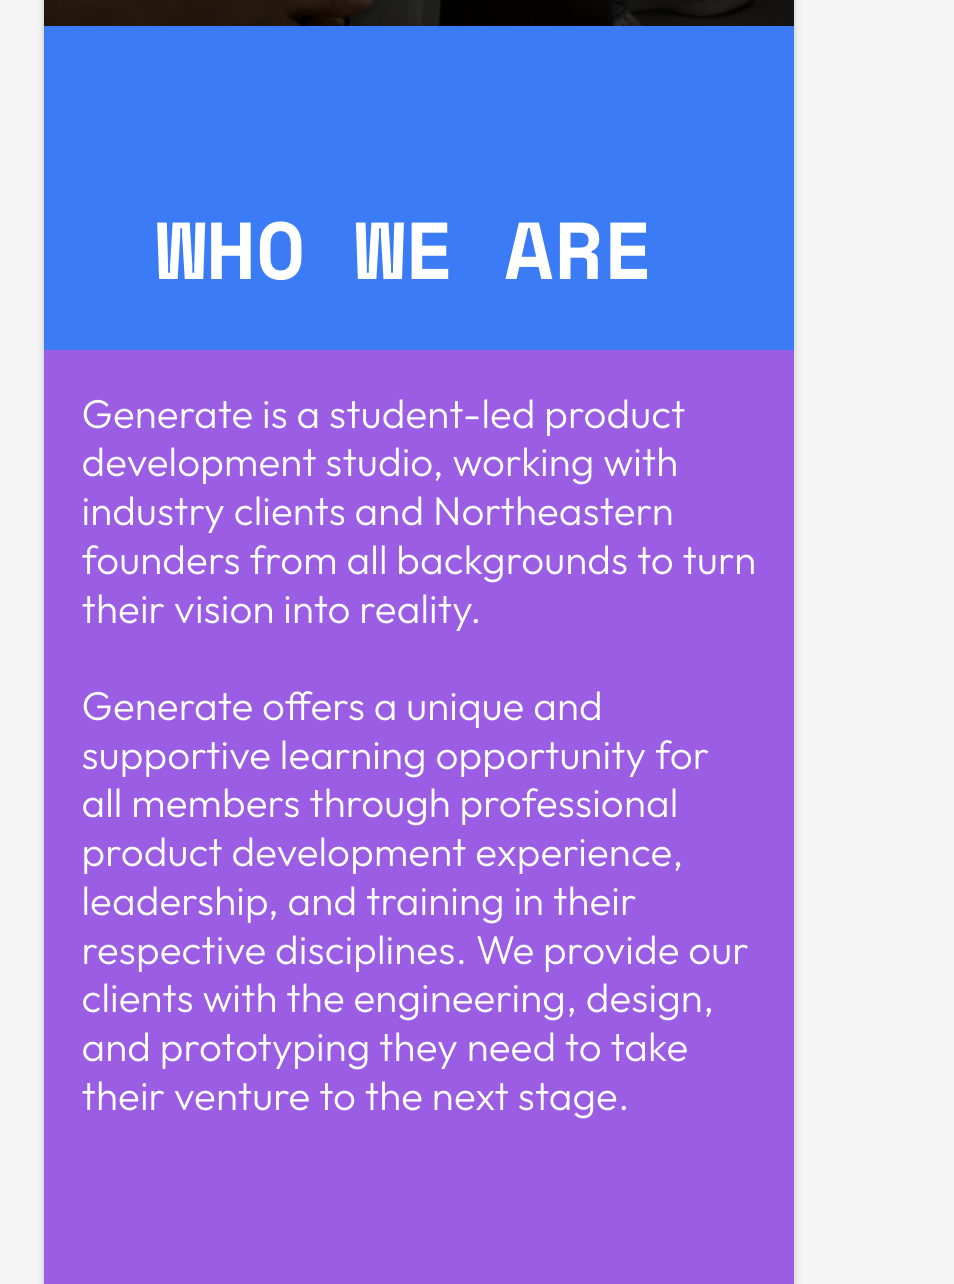 WHO WE ARE
Generate is a student-led product
development studio, working with
industry clients and Northeastern
founders from all backgrounds to turn
their vision into reality.
Generate offers a unique and
supportive learning opportunity for
all members through professional
product development experience,
leadership, and training in their
respective disciplines. We provide our
clients with the engineering, design,
and prototyping they need to take
their venture to the next stage.